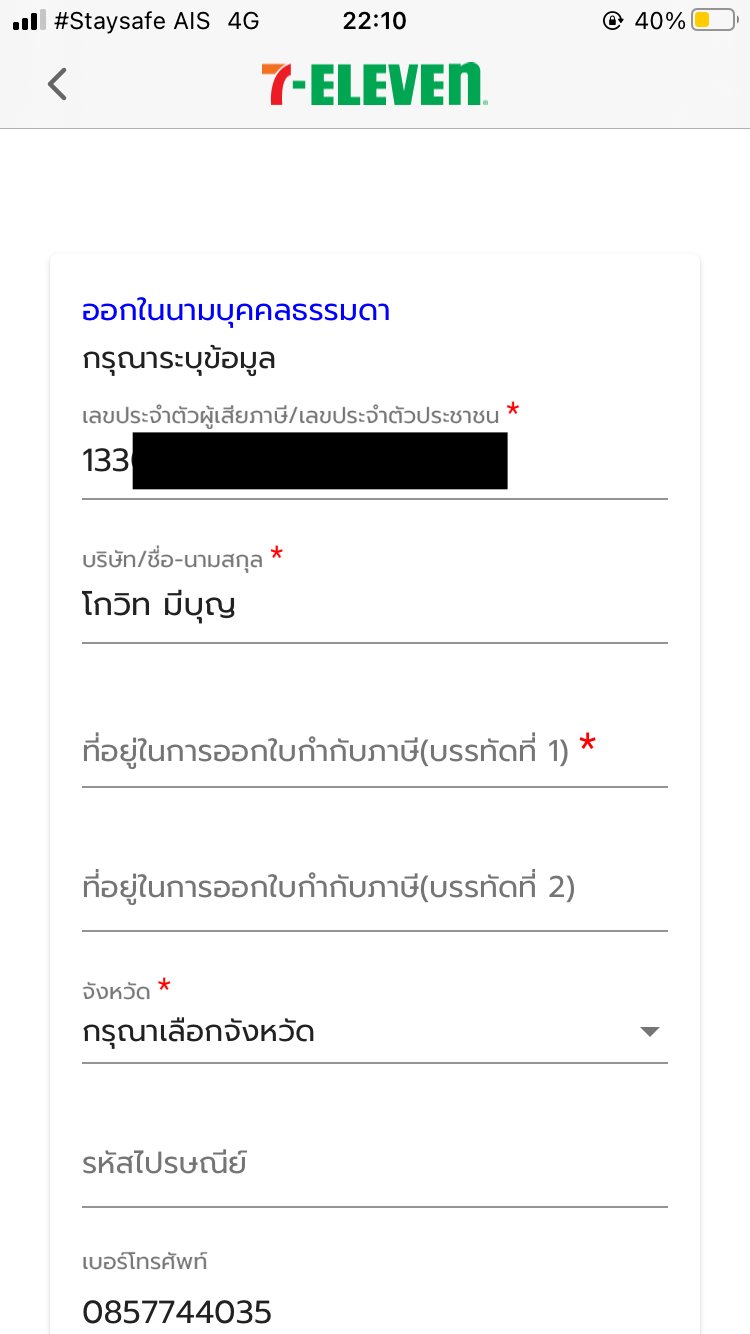 #Staysafe AIS 4G 22:10 40%
7-ELEVEN
ออกในนามบุคคลธรรมดา
กรุณาระบุข้อมูล
เลขประจำตัวผู้เสียภาษี/เลขประจำตัวประชาชน *
133
บริษัท/ชื่อ-นามสกุล *
โกวิท มีบุญ
ที่อยู่ในการออกใบกำกับภาษี(บรรทัดที่ 1) *
ที่อยู่ในการออกใบกำกับภาษี(บรรทัดที่ 2)
จังหวัด *
กรุณาเลือกจังหวัด
รหัสไปรษณีย์
เบอร์โทรศัพท์
0857744035